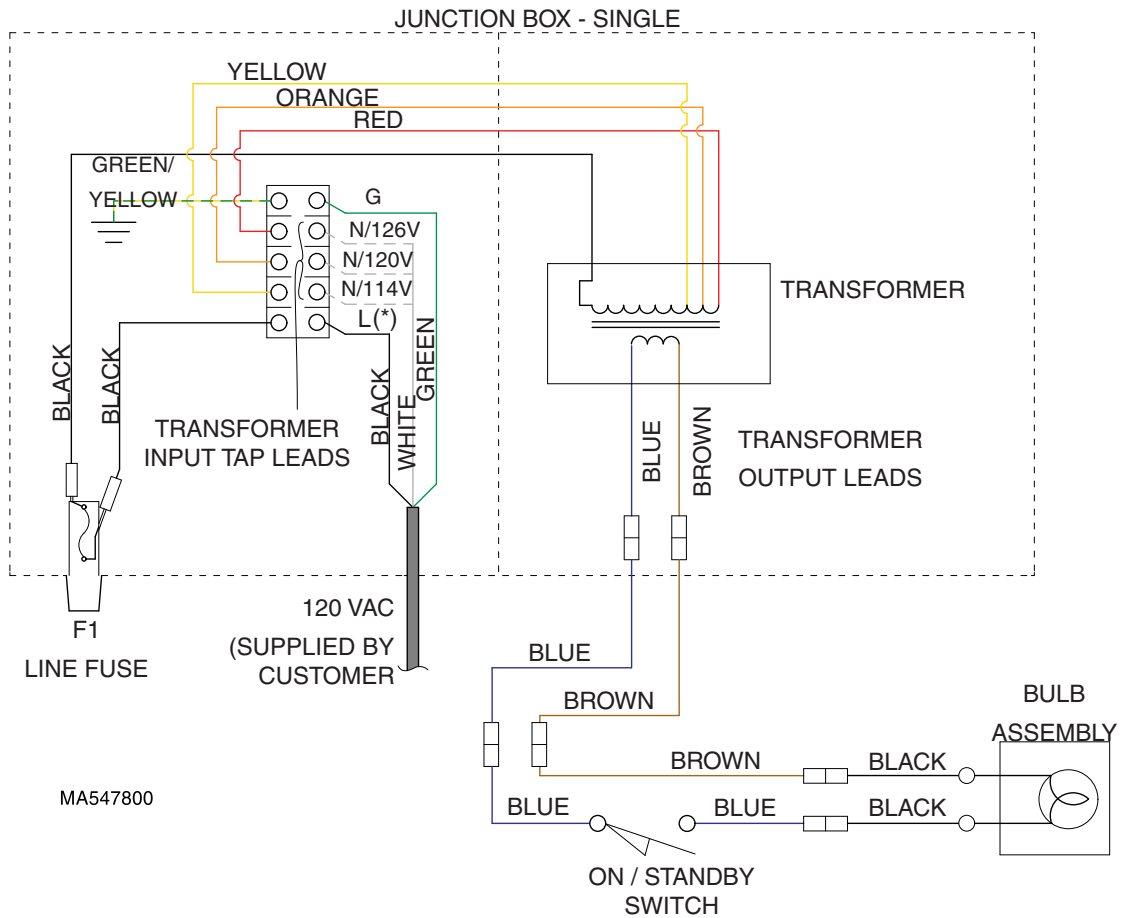 JUNCTION BOX - SINGLE
YELLOW
ORANGE
RED
GREEN/
YELLOW
G
N/126V
N/120V
N/114V
L(*)
TRANSFORMER
BLACK
BLACK
BLACK
WHITE
GREEN
TRANSFORMER
INPUT TAP LEADS
BLUE
BROWN
TRANSFORMER
OUTPUT LEADS
F1
LINE FUSE
120 VAC
(SUPPLIED BY
CUSTOMER
BLUE
BROWN
BULB
ASSEMBLY
BROWN
BLACK
MA547800
BLUE
BLUE
BLACK
ON / STANDBY
SWITCH